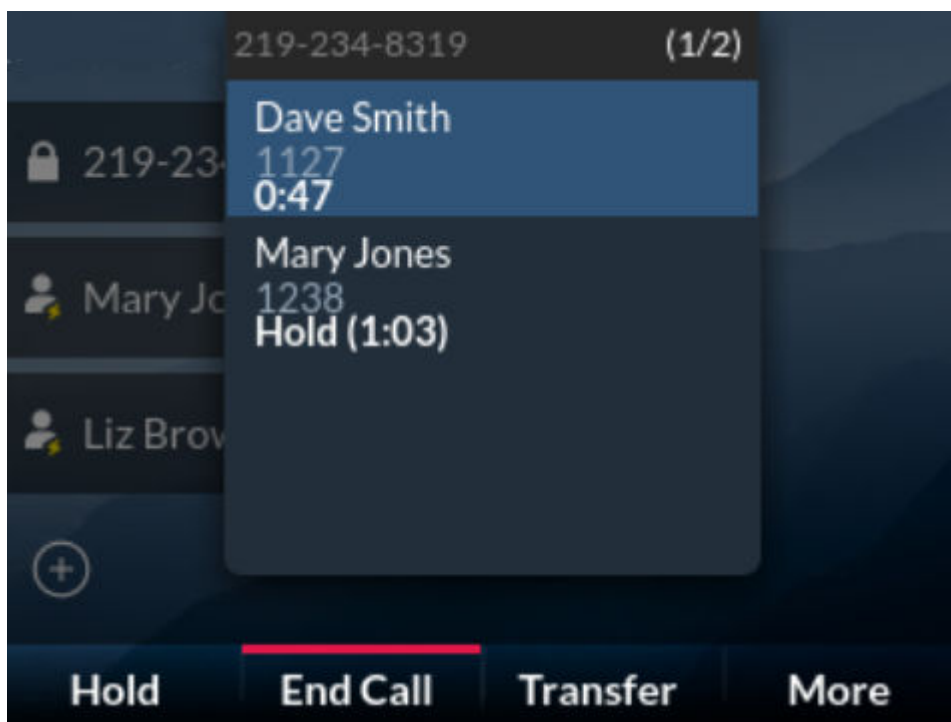 219-234-8319 (1/2)
Dave Smith
1127
0:47
Mary Jones
1238
Hold (1:03)
219-23
Mary Jo
Liz Brow
Hold End Call Transfer More